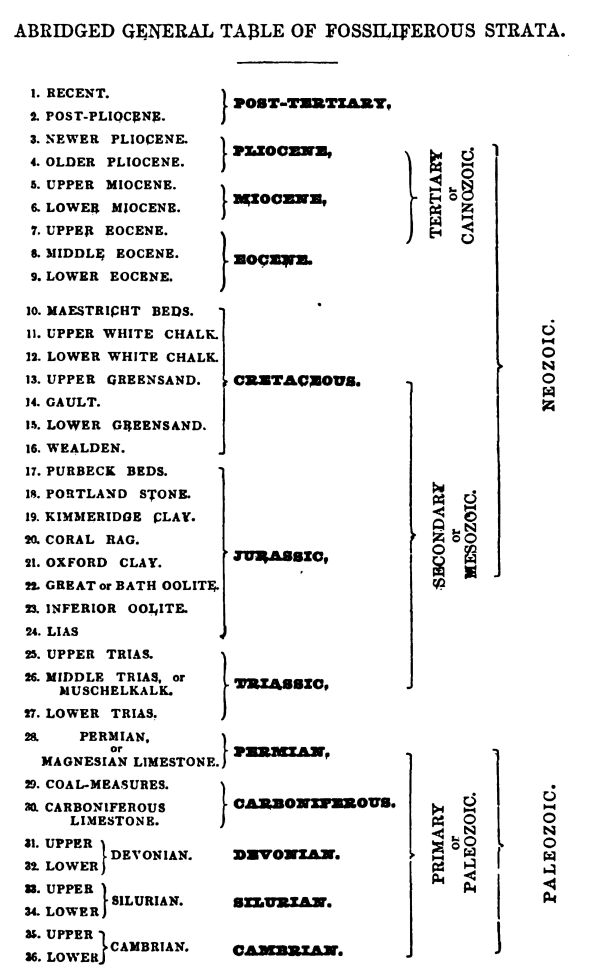 ABRIDGED GENERAL TABLE OF FOSSILIFEROUS STRATA.
1. RECENT.
2. POST-PLIOCENE.
POST-TERTIARY,
3. NEWER PLIOCENE.
4. OLDER PLIOCENE.
PLIOCENE,
5. UPPER MIOCENE.
6. LOWER MIOCENE.
MIOCENE,
7. UPPER EOCENE.
8. MIDDLE EOCENE.
9. LOWER EOCENE.
EOCENE.
TERTIARY
or
CAINOZOIC.
10. MAESTRICHT BEDS.
11. UPPER WHITE CHALK.
12. LOWER WHITE CHALK.
13. UPPER GREENSAND.
14. GAULT.
15. LOWER GREENSAND.
16. WEALDEN.
CRETACEOUS.
17. PURBECK BEDS.
18. PORTLAND STONE.
19. KIMMERIDGE CLAY.
20. CORAL RAG.
21. OXFORD CLAY.
22. GREAT or BATH OOLITE.
23. INFERIOR OOLITE.
24. LIAS
JURASSIC,
25. UPPER TRIAS.
26. MIDDLE TRIAS, or
MUSCHELKALK.
27. LOWER TRIAS.
TRIASSIC,
SECONDARY
or
MESOZOIC.
NEOZOIC.
28. PERMIAN,
or
MAGNESIAN LIMESTONE.
PERMIAN,
29. COAL-MEASURES.
30. CARBONIFEROUS
LIMESTONE.
CARBONIFEROUS.
31. UPPER
32. LOWER
DEVONIAN.
DEVONIAN.
33. UPPER
34. LOWER
SILURIAN.
SILURIAN.
35. UPPER
36. LOWER
CAMBRIAN.
CAMBRIAN.
PRIMARY
or
PALEOZOIC.
PALEOZOIC.